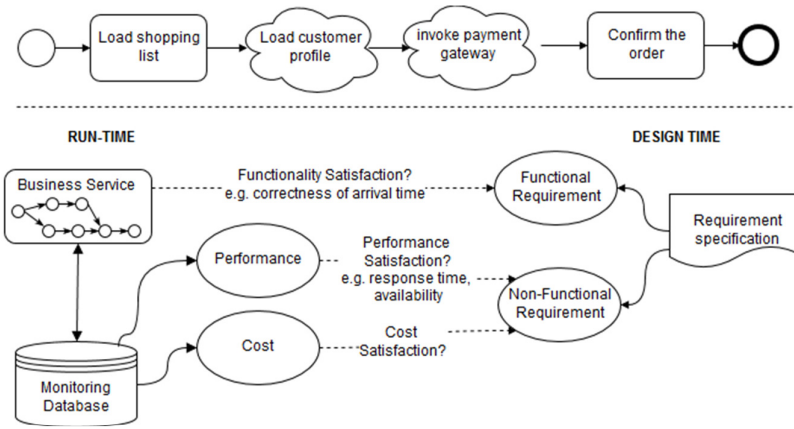 Load shopping
list
Load customer
profile
invoke payment
gateway
Confirm the
order
RUN-TIME
DESIGN TIME
Business Service
Functionality Satisfaction?
e.g. correctness of arrival time
Functional
Requirement
Requirement
specification
Performance
Performance
Satisfaction?
e.g. response time,
availability
Non-Functional
Requirement
Cost
Cost
Satisfaction?
Monitoring
Database